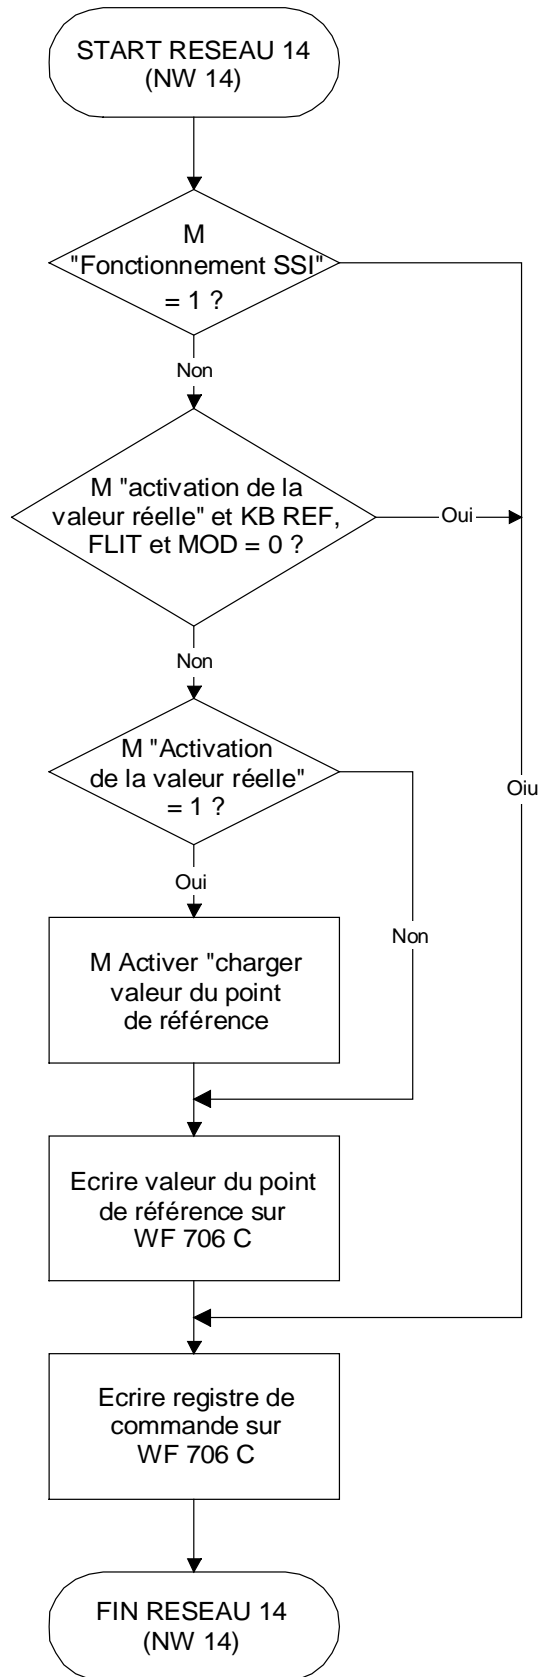 START RESEAU 14
(NW 14)
M
"Fonctionnement SSI"
= 1 ?
Non
M "activation de la
valeur réelle" et KB REF,
FLIT et MOD = 0 ?
Oui
Non
M "Activation
de la valeur réelle"
= 1 ?
Oiu
Oui
Non
M Activer "charger
valeur du point
de référence
Ecrire valeur du point
de référence sur
WF 706 C
Ecrire registre de
commande sur
WF 706 C
FIN RESEAU 14
(NW 14)